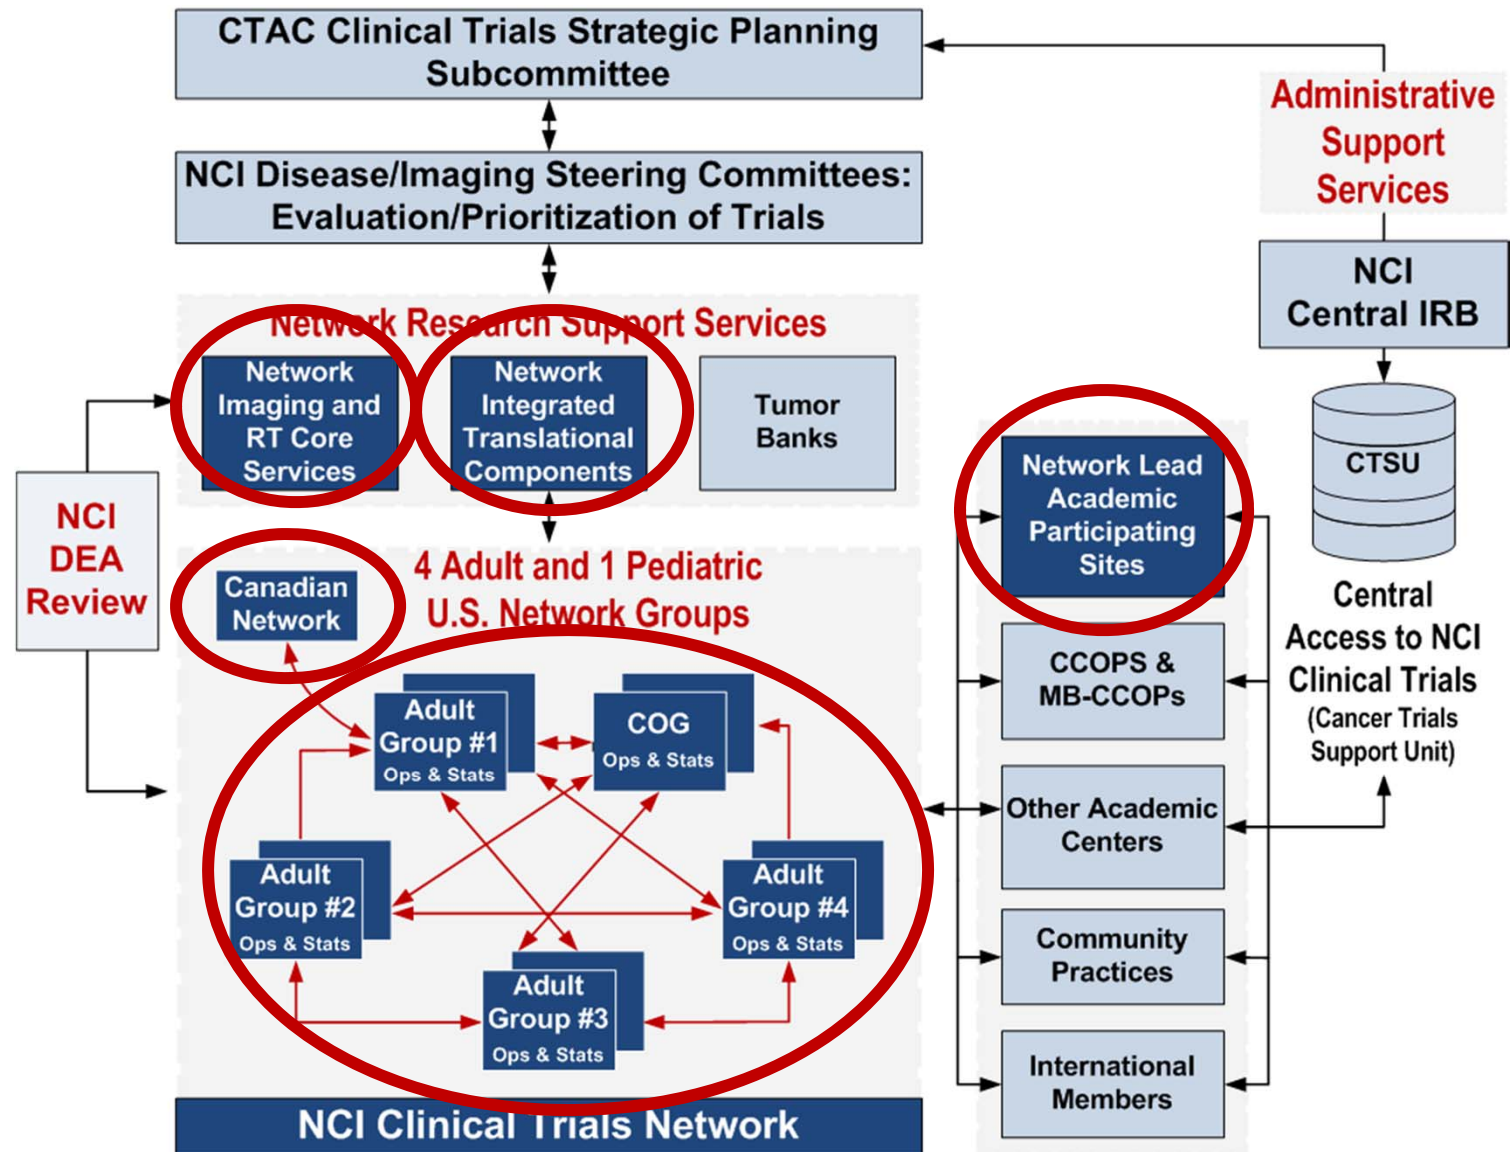 CTAC Clinical Trials Strategic Planning
Subcommittee
Administrative
Support
Services
NCI Disease/Imaging Steering Committees:
Evaluation/Prioritization of Trials
NCI
Central IRB
Network Research Support Services
Network
Imaging and
RT Core
Services
Network
Integrated
Translational
Components
Tumor
Banks
CTSU
Central
Access to NCI
Clinical Trials
(Cancer Trials
Support Unit)
NCI
DEA
Review
4 Adult and 1 Pediatric
U.S. Network Groups
Canadian
Network
Adult
Group #1
Ops & Stats
COG
Ops & Stats
Adult
Group #2
Ops & Stats
Adult
Group #4
Ops & Stats
Adult
Group #3
Ops & Stats
NCI Clinical Trials Network
Network Lead
Academic
Participating
Sites
CCOPS &
MB-CCOPs
Other Academic
Centers
Community
Practices
International
Members